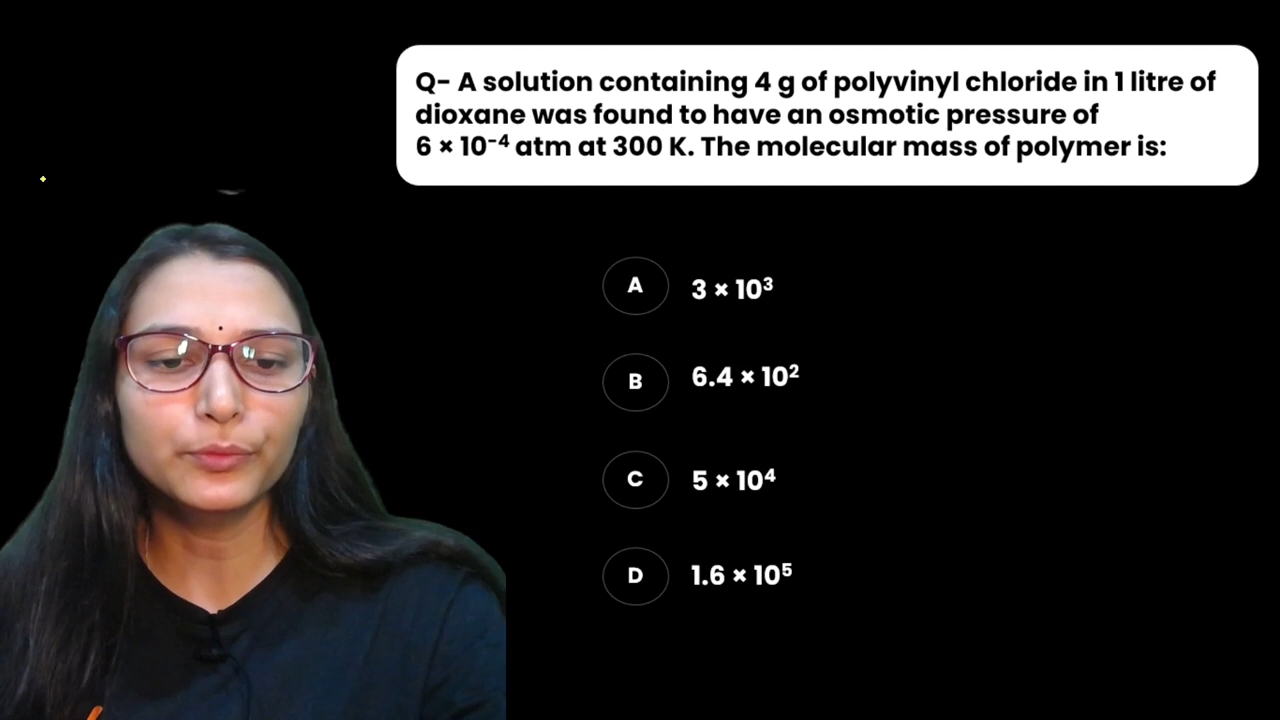 Q- A solution containing 4 g of polyvinyl chloride in 1 litre of
dioxane was found to have an osmotic pressure of
6 × 10⁻⁴ atm at 300 K. The molecular mass of polymer is:
A 3 × 10³
B 6.4 × 10²
C 5 × 10⁴
D 1.6 × 10⁵